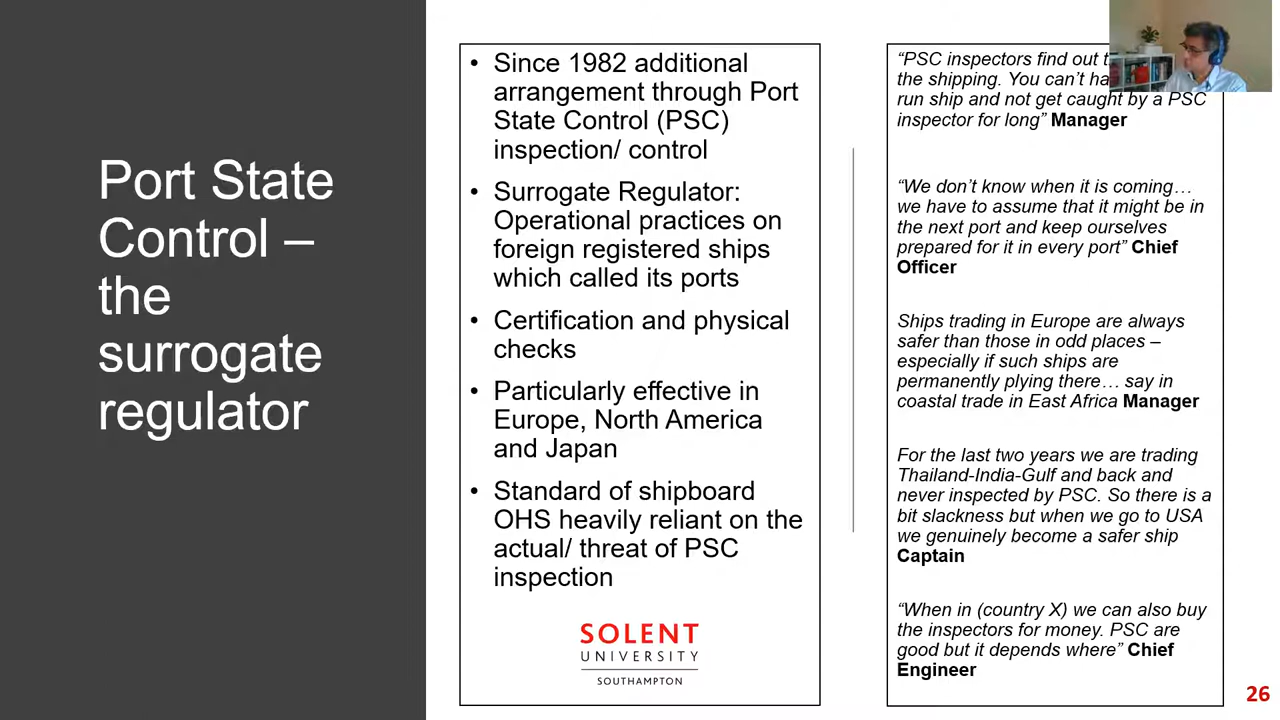 Port State
Control –
the
surrogate
regulator
• Since 1982 additional
arrangement through Port
State Control (PSC)
inspection/ control
• Surrogate Regulator:
Operational practices on
foreign registered ships
which called its ports
• Certification and physical
checks
• Particularly effective in
Europe, North America
and Japan
• Standard of shipboard
OHS heavily reliant on the
actual/ threat of PSC
inspection
SOLENT
UNIVERSITY
SOUTHAMPTON
“PSC inspectors find out
the shipping. You can’t
run ship and not get caught by a PSC
inspector for long” Manager
“We don’t know when it is coming…
we have to assume that it might be in
the next port and keep ourselves
prepared for it in every port” Chief
Officer
Ships trading in Europe are always
safer than those in odd places –
especially if such ships are
permanently plying there… say in
coastal trade in East Africa Manager
For the last two years we are trading
Thailand-India-Gulf and back and
never inspected by PSC. So there is a
bit slackness but when we go to USA
we genuinely become a safer ship
Captain
“When in (country X) we can also buy
the inspectors for money. PSC are
good but it depends where” Chief
Engineer
26